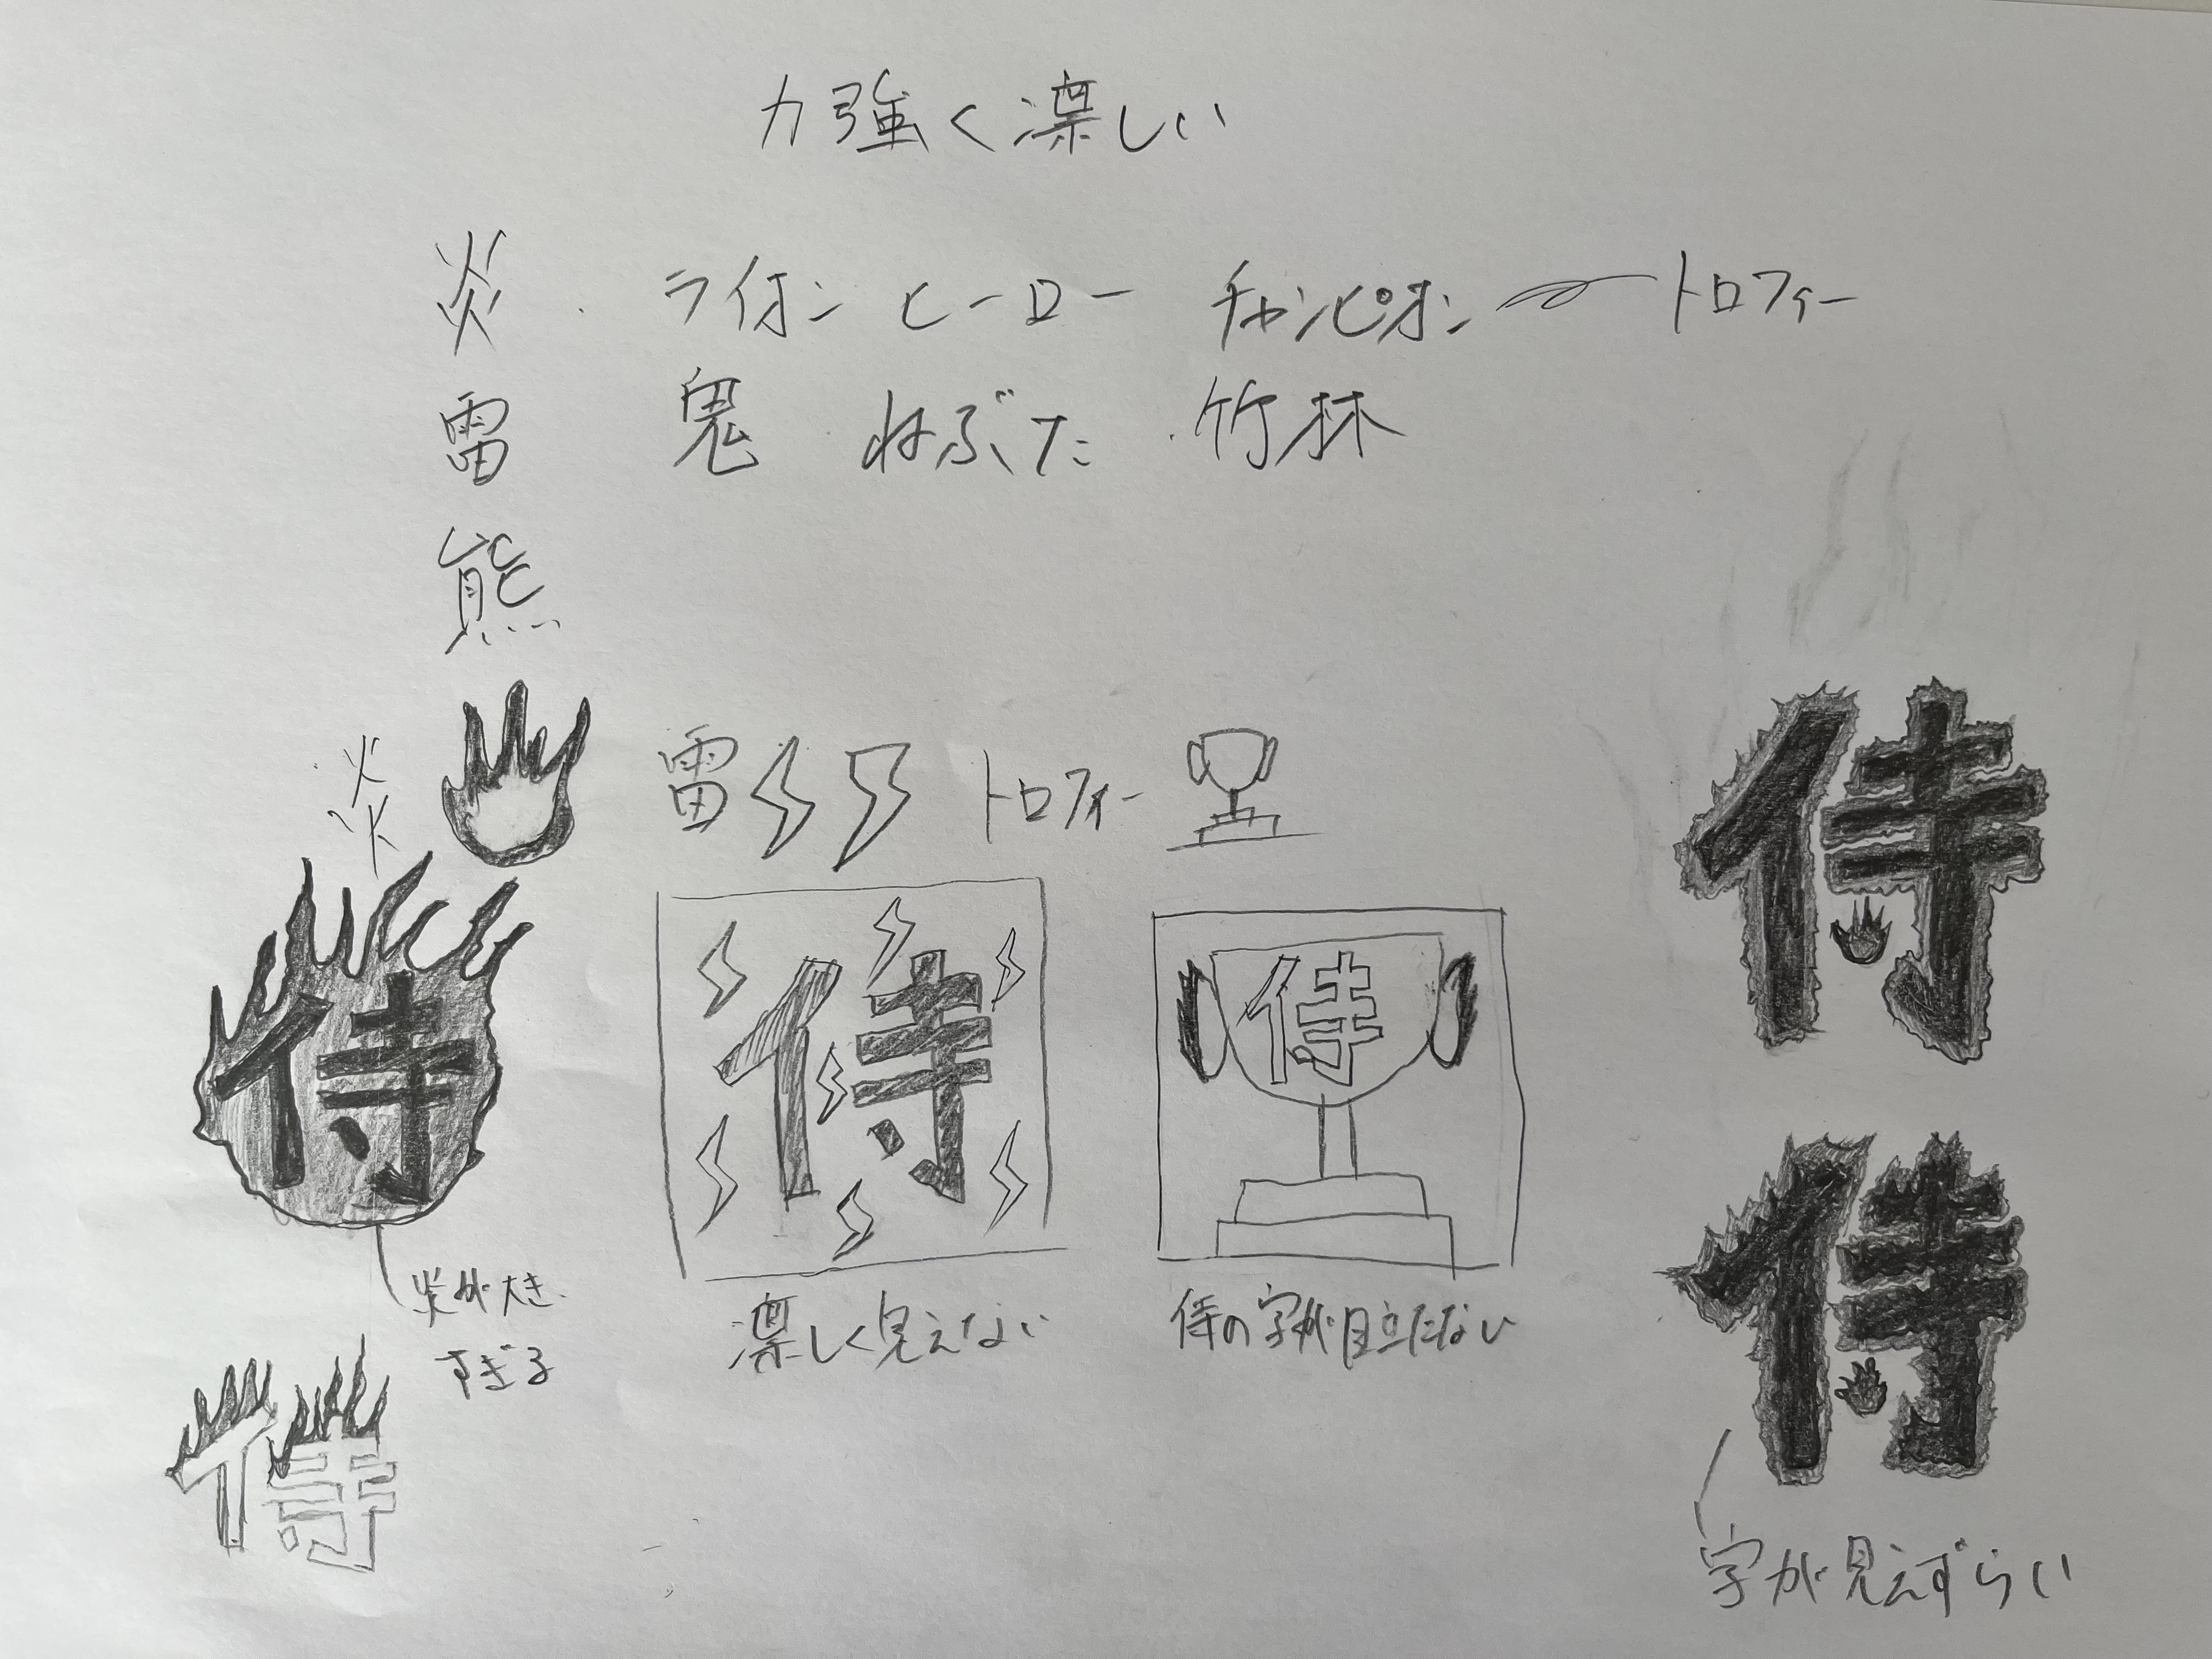 力強く凛しい
炎 ライオン ヒーロー チャンピオン トロフィー
雷 鬼 ねぶた 竹林
熊
炎 雷 トロフィー
侍
侍
侍
侍
炎が大き
すぎる
凛しく見えない
侍の字が目立たない
侍
侍
字が見えずらい